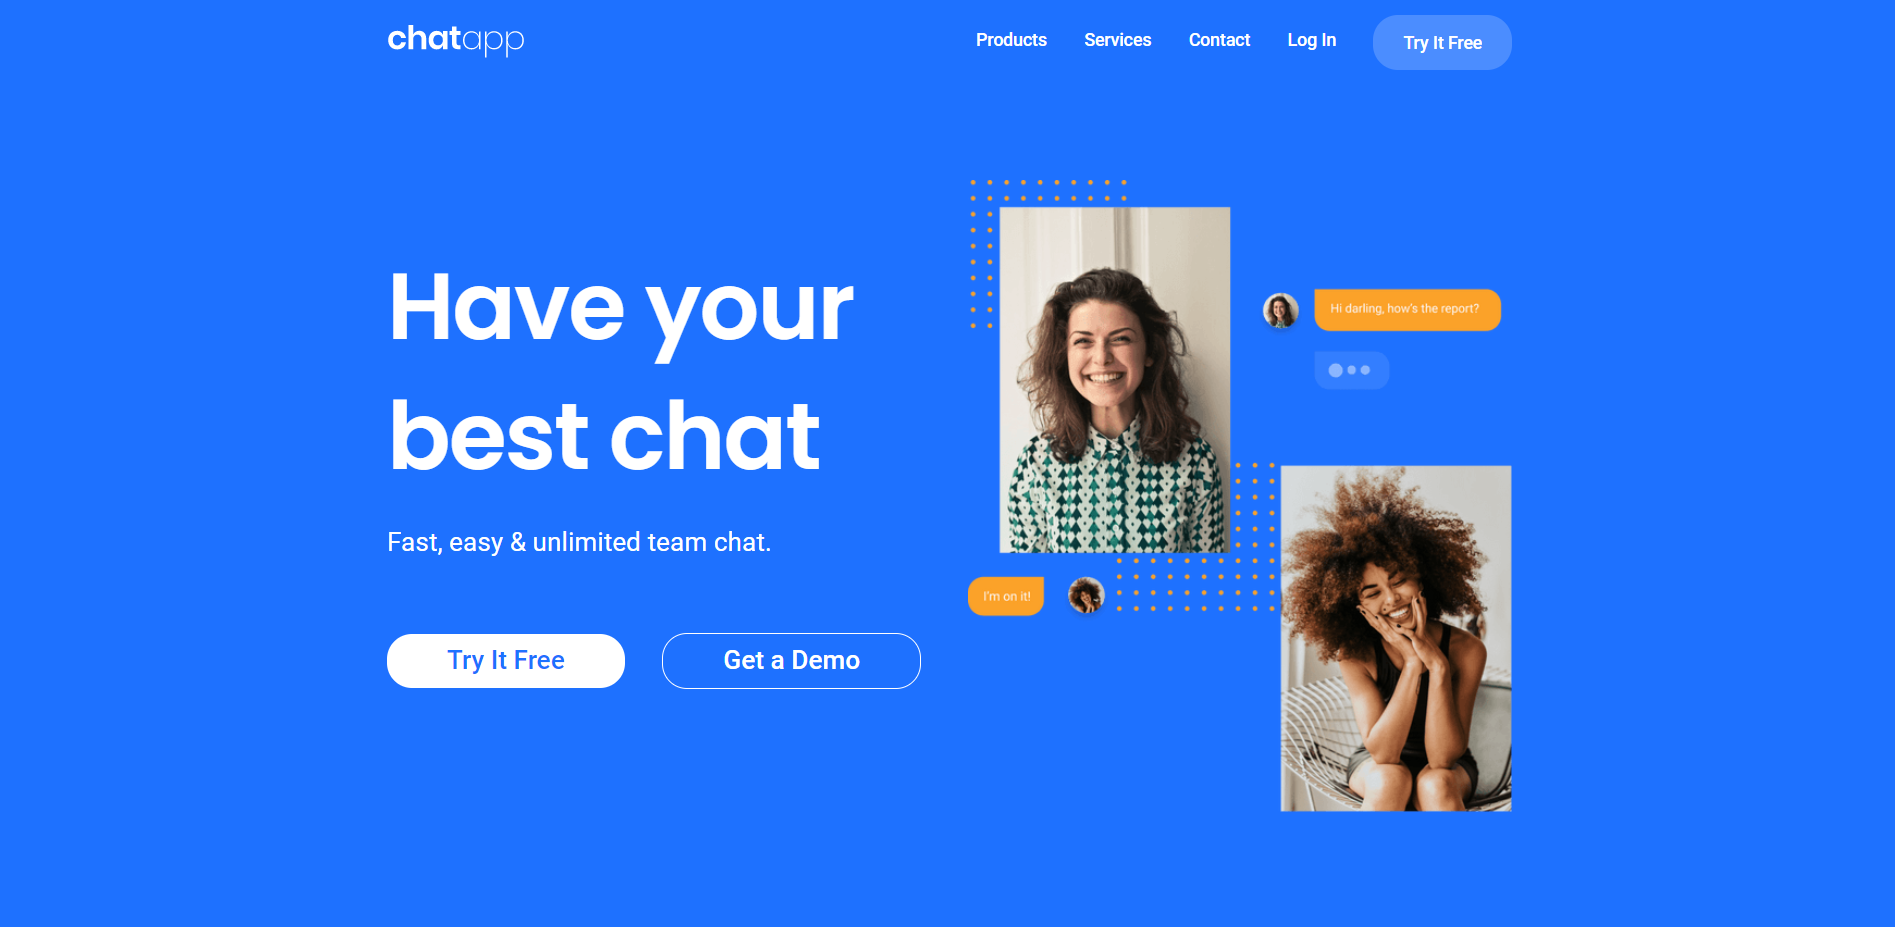 chatapp
Products Services Contact Log In Try It Free
Have your
best chat
Fast, easy & unlimited team chat.
Try It Free Get a Demo
Hi darling, how's the report?
I'm on it!